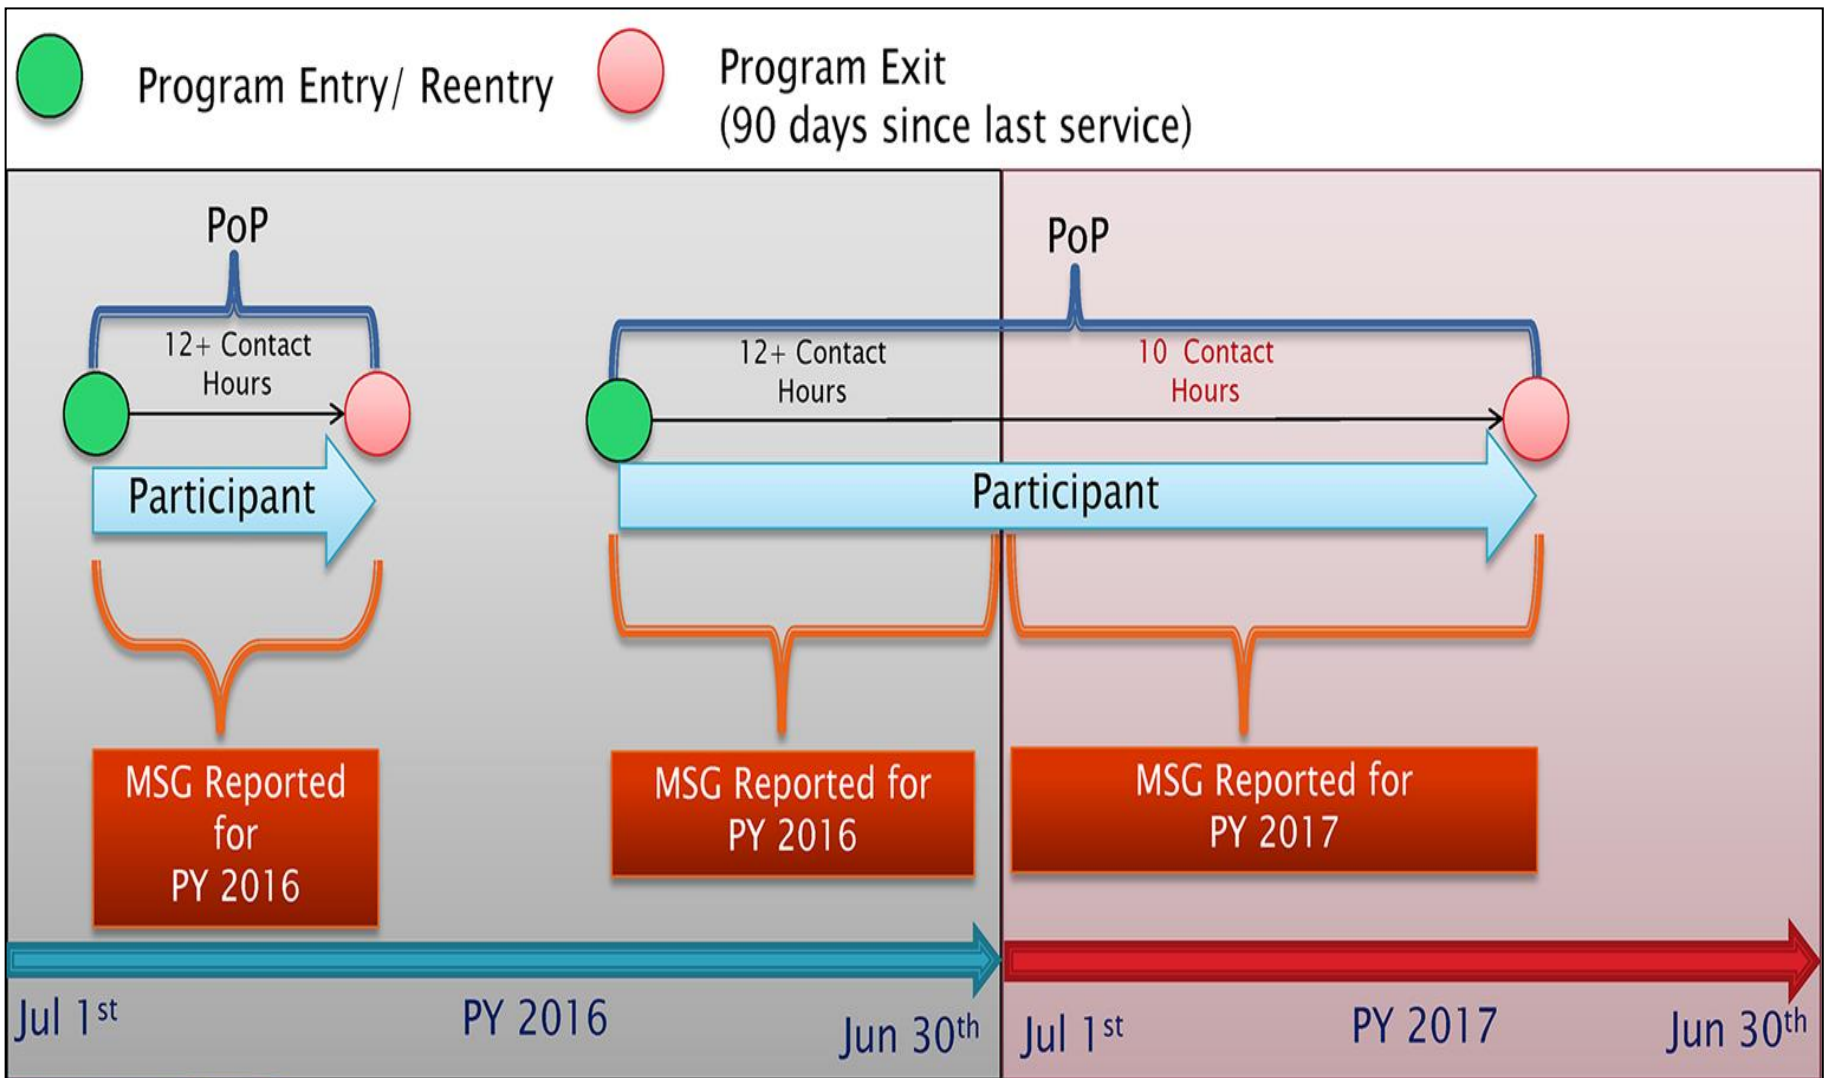 Program Entry/ Reentry
Program Exit
(90 days since last service)
PoP
12+ Contact
Hours
Participant
MSG Reported
for
PY 2016
PoP
12+ Contact
Hours
10 Contact
Hours
Participant
MSG Reported for
PY 2016
MSG Reported for
PY 2017
Jul 1st
PY 2016
Jun 30th
Jul 1st
PY 2017
Jun 30th